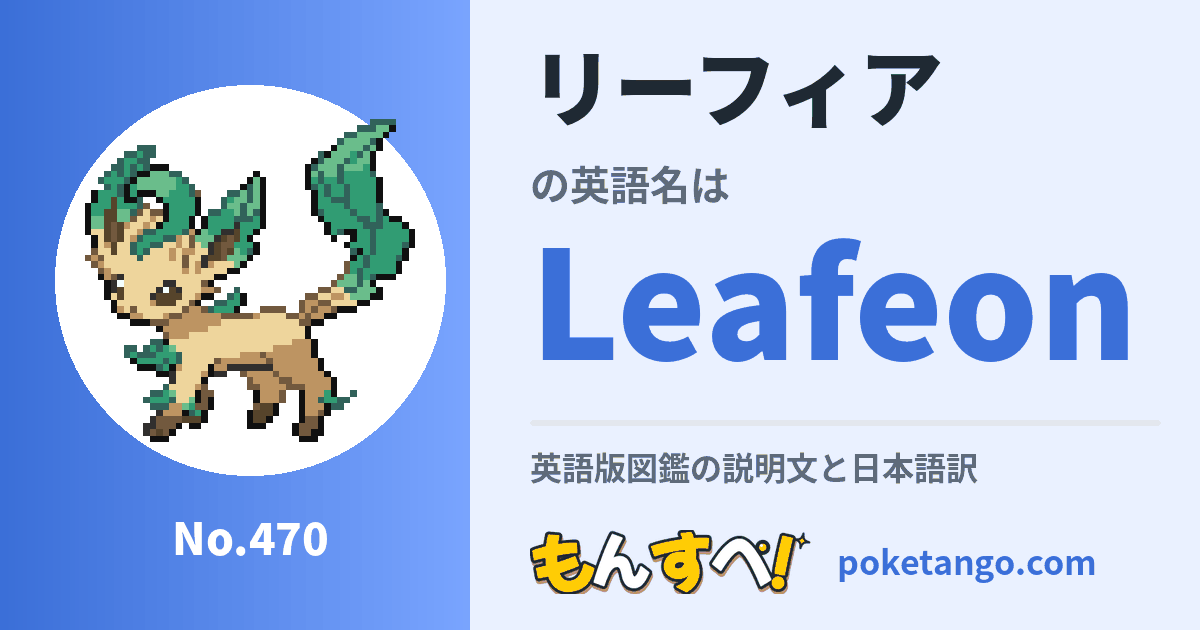 リーフィア
の英語名は
Leafeon
英語版図鑑の説明文と日本語訳
もんすぺ!
poketango.com
No.470